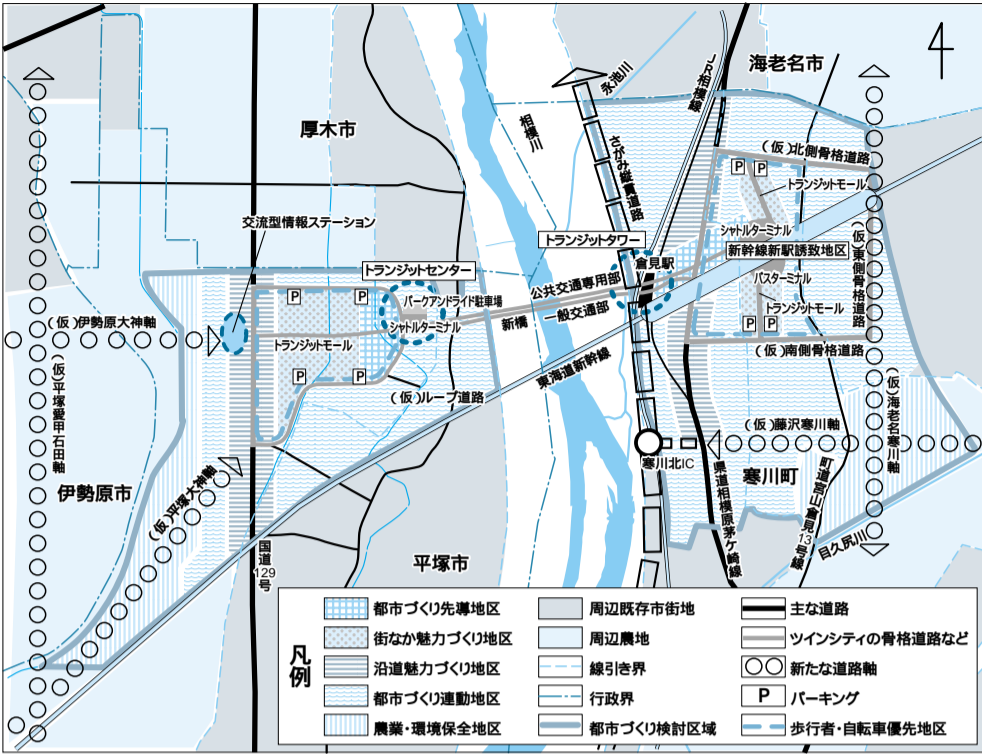 海老名市
4
永池川
JR相模線
厚木市
相模川
さがみ縦貫道路
(仮)北側骨格道路
P P
トランジットモール
交流型情報ステーション
シャトルターミナル
トランジットタワー
新幹線新駅誘致地区
倉見駅
トランジットセンター
(仮)東側骨格道路
バスターミナル
公共交通専用部
P P
パークアンドライド駐車場
トランジットモール
(仮)伊勢原大神軸
シャトルターミナル
新橋
一般交通部
P P
トランジットモール
(仮)南側骨格道路
東海道新幹線
P P
(仮)平塚愛甲石田軸
(仮)ループ道路
(仮)海老名寒川軸
(仮)藤沢寒川軸
寒川北IC
寒川町
伊勢原市
(仮)平塚大神軸
県道相模原茅ケ崎線
町道宮山倉見13号線
目久尻川
国道129号
平塚市
凡例
都市づくり先導地区
街なか魅力づくり地区
沿道魅力づくり地区
都市づくり連動地区
農業・環境保全地区
周辺既存市街地
周辺農地
線引き界
行政界
都市づくり検討区域
主な道路
ツインシティの骨格道路など
新たな道路軸
P パーキング
歩行者・自転車優先地区